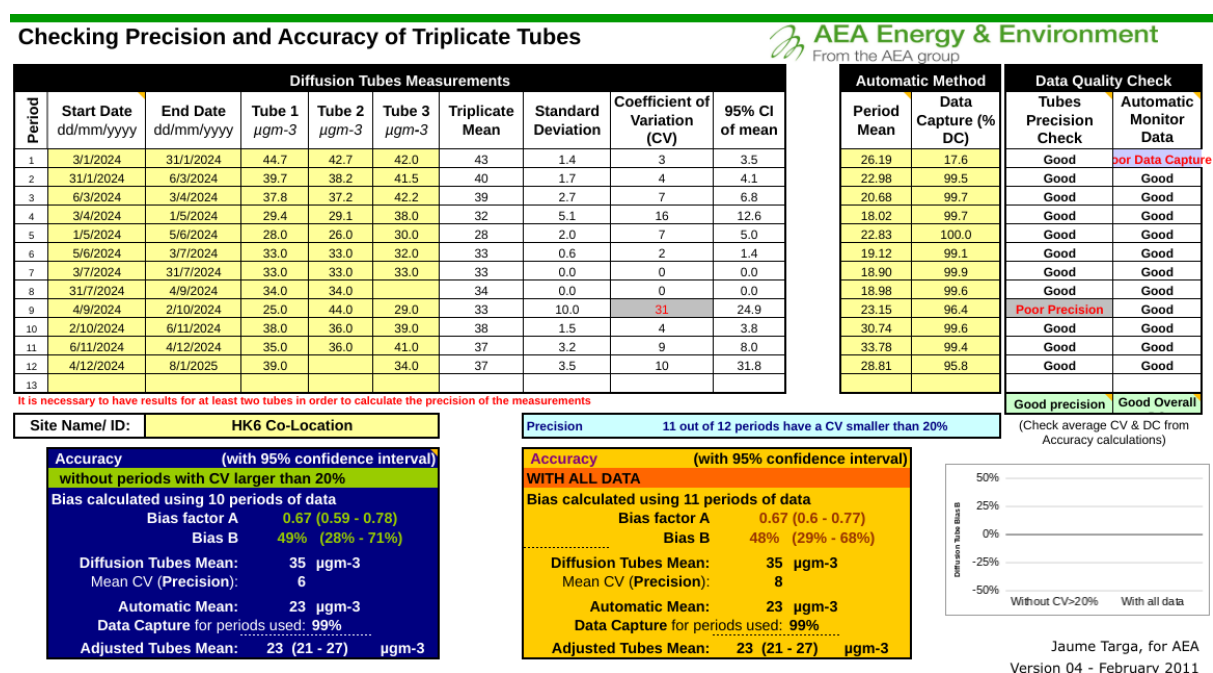 Checking Precision and Accuracy of Triplicate Tubes
AEA Energy & Environment
From the AEA group
Diffusion Tubes Measurements
Automatic Method
Data Quality Check
Period Start Date dd/mm/yyyy End Date dd/mm/yyyy Tube 1 µgm-3 Tube 2 µgm-3 Tube 3 µgm-3 Triplicate Mean Standard Deviation Coefficient of Variation (CV) 95% CI of mean Period Mean Data Capture (% DC) Tubes Precision Check Automatic Monitor Data
1 3/1/2024 31/1/2024 44.7 42.7 42.0 43 1.4 3 3.5 26.19 17.6 Good oor Data Capture
2 31/1/2024 6/3/2024 39.7 38.2 41.5 40 1.7 4 4.1 22.98 99.5 Good Good
3 6/3/2024 3/4/2024 37.8 37.2 42.2 39 2.7 7 6.8 20.68 99.7 Good Good
4 3/4/2024 1/5/2024 29.4 29.1 38.0 32 5.1 16 12.6 18.02 99.7 Good Good
5 1/5/2024 5/6/2024 28.0 26.0 30.0 28 2.0 7 5.0 22.83 100.0 Good Good
6 5/6/2024 3/7/2024 33.0 33.0 32.0 33 0.6 2 1.4 19.12 99.1 Good Good
7 3/7/2024 31/7/2024 33.0 33.0 33.0 33 0.0 0 0.0 18.90 99.9 Good Good
8 31/7/2024 4/9/2024 34.0 34.0 34 0.0 0 0.0 18.98 99.6 Good Good
9 4/9/2024 2/10/2024 25.0 44.0 29.0 33 10.0 31 24.9 23.15 96.4 Poor Precision Good
10 2/10/2024 6/11/2024 38.0 36.0 39.0 38 1.5 4 3.8 30.74 99.6 Good Good
11 6/11/2024 4/12/2024 35.0 36.0 41.0 37 3.2 9 8.0 33.78 99.4 Good Good
12 4/12/2024 8/1/2025 39.0 34.0 37 3.5 10 31.8 28.81 95.8 Good Good
13
It is necessary to have results for at least two tubes in order to calculate the precision of the measurements
Good precision Good Overall
Site Name/ ID: HK6 Co-Location
Precision 11 out of 12 periods have a CV smaller than 20%
(Check average CV & DC from
Accuracy calculations)
Accuracy (with 95% confidence interval)
without periods with CV larger than 20%
Bias calculated using 10 periods of data
Bias factor A 0.67 (0.59 - 0.78)
Bias B 49% (28% - 71%)
Diffusion Tubes Mean: 35 µgm-3
Mean CV (Precision): 6
Automatic Mean: 23 µgm-3
Data Capture for periods used: 99%
Adjusted Tubes Mean: 23 (21 - 27) µgm-3
Accuracy (with 95% confidence interval)
WITH ALL DATA
Bias calculated using 11 periods of data
Bias factor A 0.67 (0.6 - 0.77)
Bias B 48% (29% - 68%)
Diffusion Tubes Mean: 35 µgm-3
Mean CV (Precision): 8
Automatic Mean: 23 µgm-3
Data Capture for periods used: 99%
Adjusted Tubes Mean: 23 (21 - 27) µgm-3
Diffusion Tube Bias B
50%
25%
0%
-25%
-50%
Without CV>20% With all data
Jaume Targa, for AEA
Version 04 - February 2011